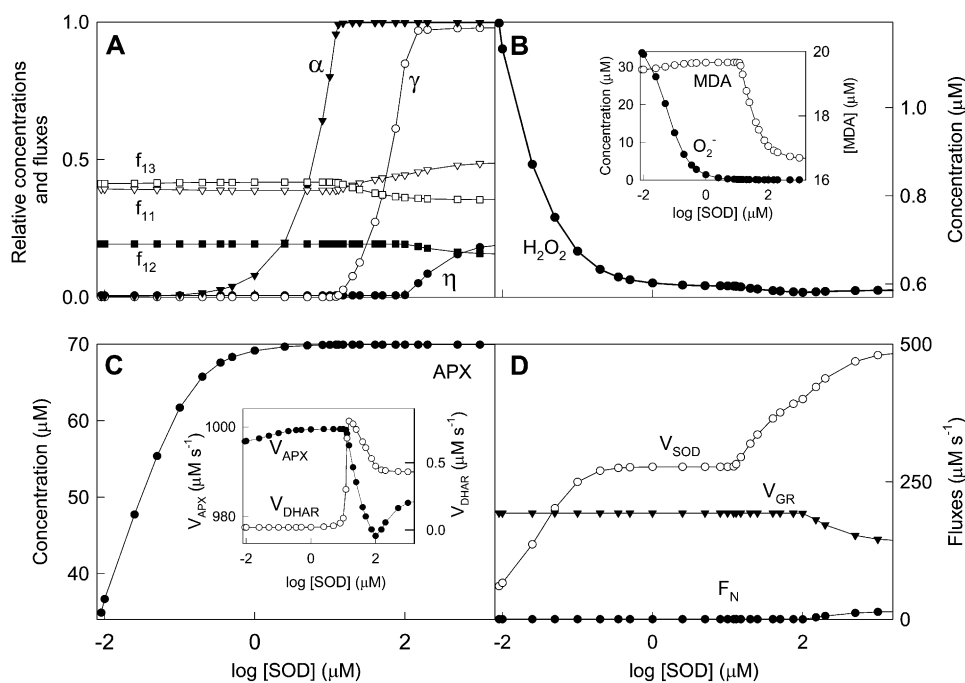 A
1.0
0.5
0.0
Relative concentrations
and fluxes
α
γ
f13
f11
f12
η
B
H2O2
1.1
0.8
0.6
Concentration (μM)
30
20
10
0
Concentration (μM)
20
18
16
[MDA] (μM)
MDA
O2-
-2 0 2
log [SOD] (μM)
C
APX
70
60
50
40
Concentration (μM)
-2 0 2
log [SOD] (μM)
1000
980
VAPX (μM s-1)
0.5
0.0
VDHAR (μM s-1)
VAPX
VDHAR
-2 0 2
log [SOD] (μM)
D
VSOD
VGR
FN
500
250
0
Fluxes (μM s-1)
-2 0 2
log [SOD] (μM)